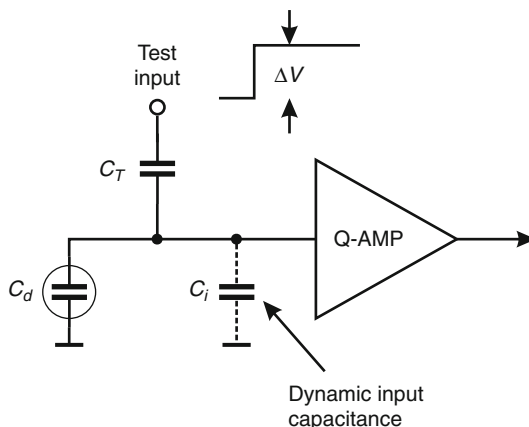 Test
input
ΔV
C_T
Q-AMP
C_d
C_i
Dynamic input
capacitance